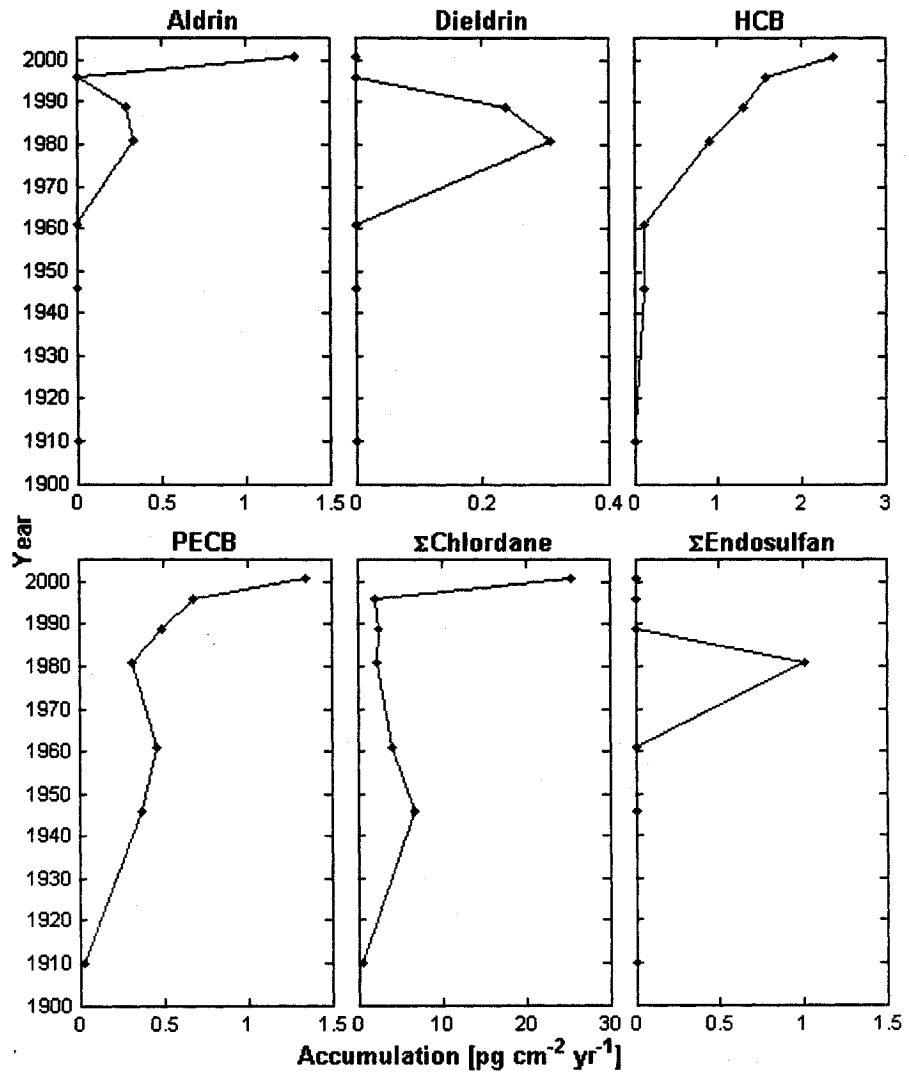 Aldrin
Dieldrin
HCB
2000
1990
1980
1970
1960
1950
1940
1930
1920
1910
1900
0 0.5 1 1.5
0 0.2 0.4
0 1 2 3
Year
PECB
ΣChlordane
ΣEndosulfan
2000
1990
1980
1970
1960
1950
1940
1930
1920
1910
1900
0 0.5 1 1.5
0 10 20 30
0 0.5 1 1.5
Accumulation [pg cm⁻² yr⁻¹]